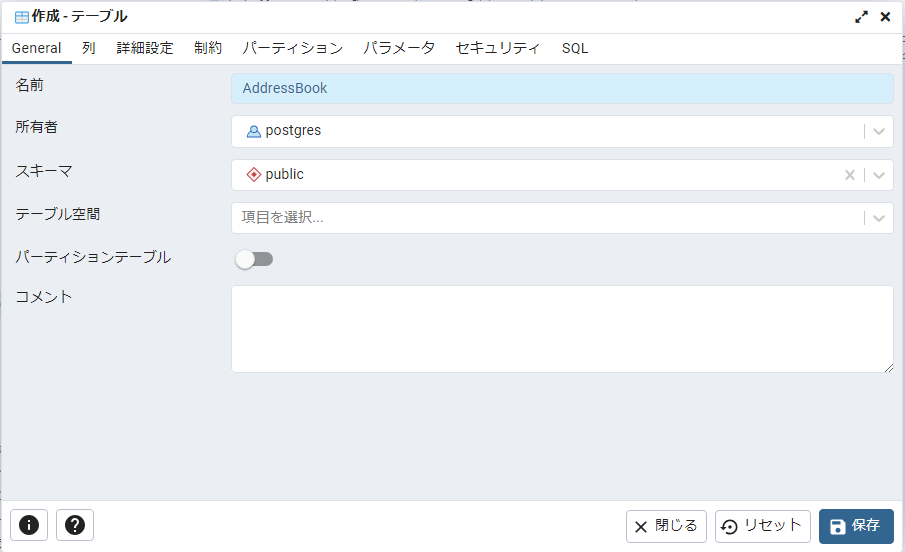 作成 - テーブル
General 列 詳細設定 制約 パーティション パラメータ セキュリティ SQL
名前 AddressBook
所有者 postgres
スキーマ public
テーブル空間 項目を選択...
パーティションテーブル
コメント
閉じる リセット 保存